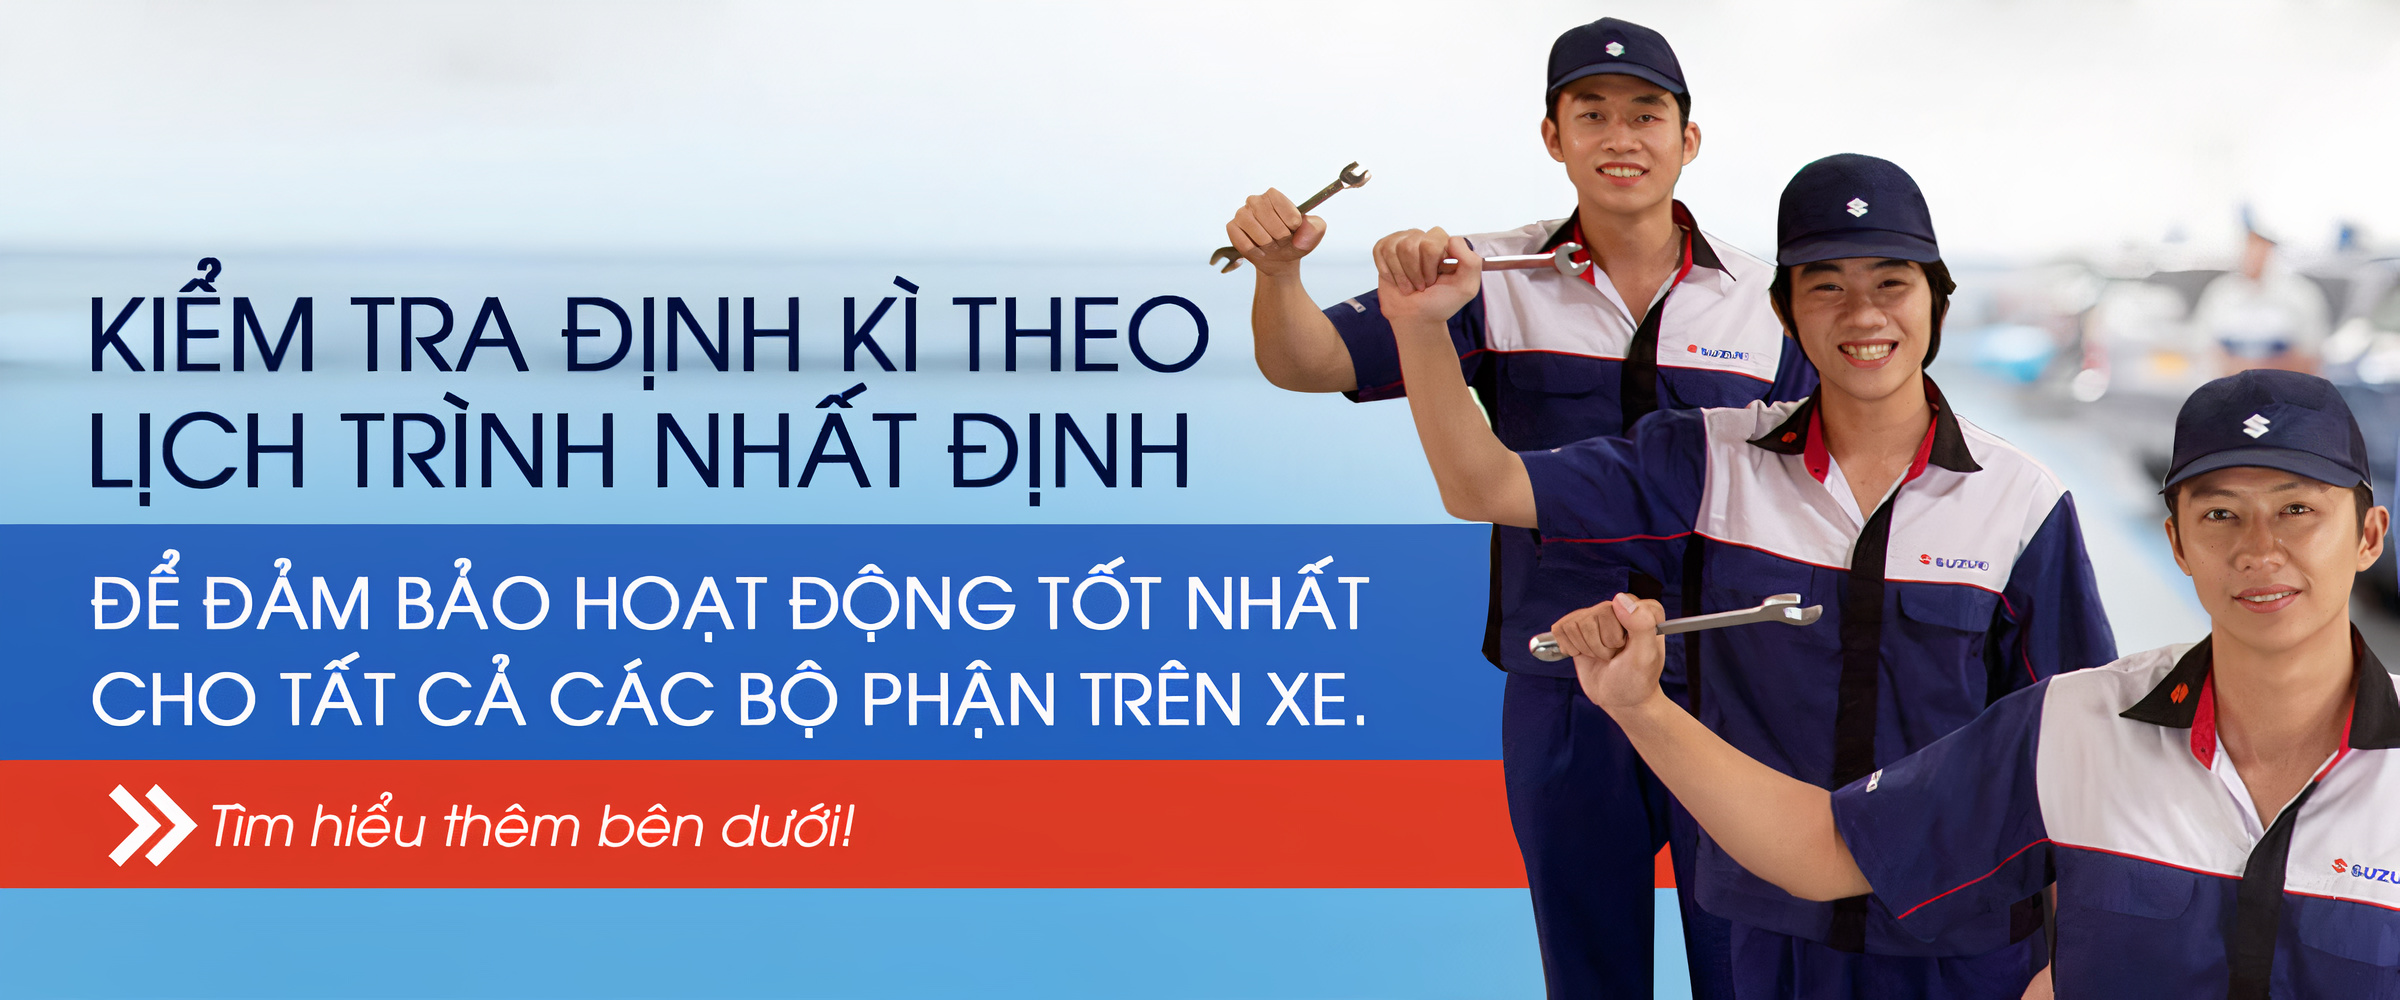 KIỂM TRA ĐỊNH KÌ THEO
LỊCH TRÌNH NHẤT ĐỊNH
ĐỂ ĐẢM BẢO HOẠT ĐỘNG TỐT NHẤT
CHO TẤT CẢ CÁC BỘ PHẬN TRÊN XE.
Tìm hiểu thêm bên dưới!